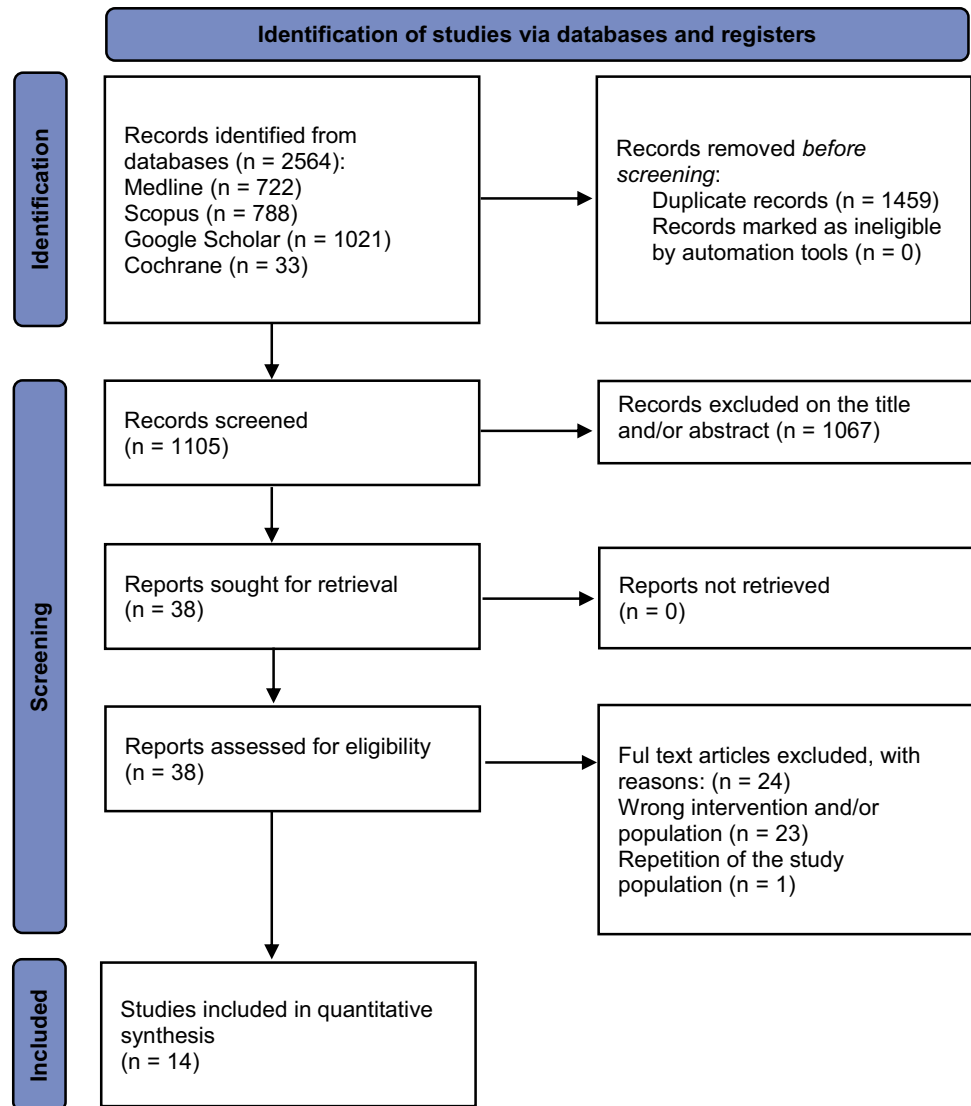 Identification of studies via databases and registers
Identification
Records identified from
databases (n = 2564):
Medline (n = 722)
Scopus (n = 788)
Google Scholar (n = 1021)
Cochrane (n = 33)
Records removed before
screening:
Duplicate records (n = 1459)
Records marked as ineligible
by automation tools (n = 0)
Screening
Records screened
(n = 1105)
Records excluded on the title
and/or abstract (n = 1067)
Reports sought for retrieval
(n = 38)
Reports not retrieved
(n = 0)
Reports assessed for eligibility
(n = 38)
Ful text articles excluded, with
reasons: (n = 24)
Wrong intervention and/or
population (n = 23)
Repetition of the study
population (n = 1)
Included
Studies included in quantitative
synthesis
(n = 14)